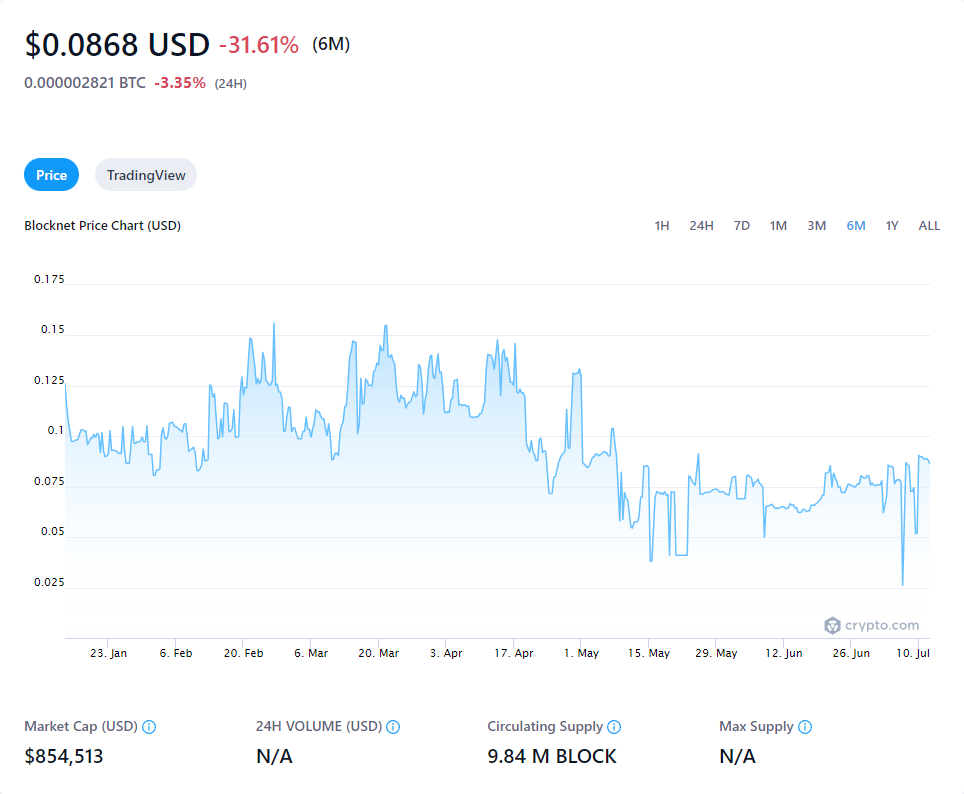 $0.0868 USD -31.61% (6M)
0.000002821 BTC -3.35% (24H)
Price TradingView
Blocknet Price Chart (USD) 1H 24H 7D 1M 3M 6M 1Y ALL
0.175
0.15
0.125
0.1
0.075
0.05
0.025
crypto.com
23. Jan 6. Feb 20. Feb 6. Mar 20. Mar 3. Apr 17. Apr 1. May 15. May 29. May 12. Jun 26. Jun 10. Jul
Market Cap (USD) 24H VOLUME (USD) Circulating Supply Max Supply
$854,513 N/A 9.84 M BLOCK N/A